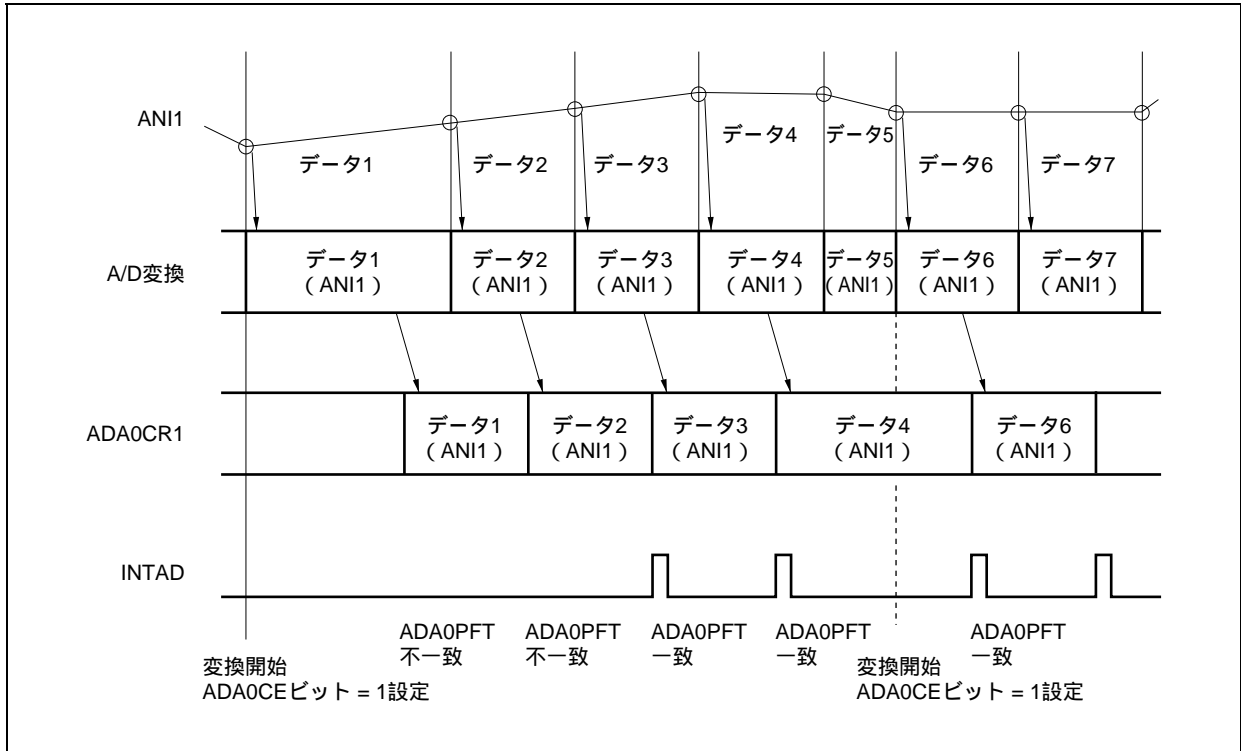 ANI1
データ1
データ2
データ3
データ4
データ5
データ6
データ7
A/D変換
データ1
(ANI1)
データ2
(ANI1)
データ3
(ANI1)
データ4
(ANI1)
データ5
(ANI1)
データ6
(ANI1)
データ7
(ANI1)
ADA0CR1
データ1
(ANI1)
データ2
(ANI1)
データ3
(ANI1)
データ4
(ANI1)
データ6
(ANI1)
INTAD
ADA0PFT
不一致
ADA0PFT
不一致
ADA0PFT
一致
ADA0PFT
一致
ADA0PFT
一致
変換開始
ADA0CEビット = 1設定
変換開始
ADA0CEビット = 1設定